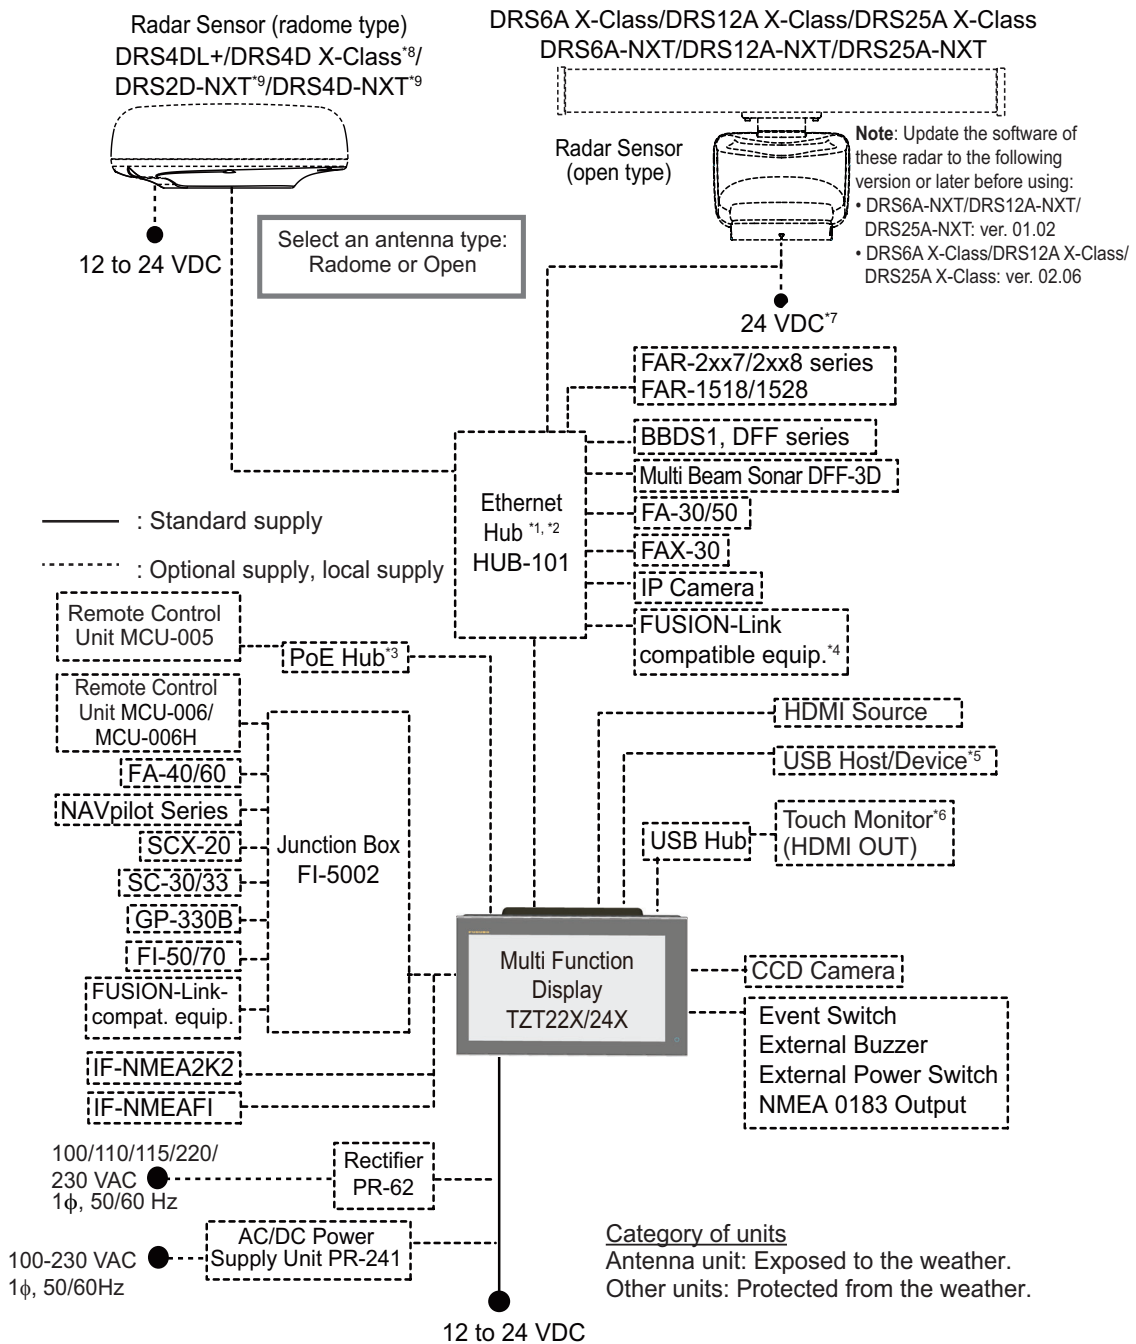 Radar Sensor (radome type)
DRS4DL+/DRS4D X-Class*8/
DRS2D-NXT*9/DRS4D-NXT*9
12 to 24 VDC
DRS6A X-Class/DRS12A X-Class/DRS25A X-Class
DRS6A-NXT/DRS12A-NXT/DRS25A-NXT
Radar Sensor
(open type)
Note: Update the software of
these radar to the following
version or later before using:
• DRS6A-NXT/DRS12A-NXT/
DRS25A-NXT: ver. 01.02
• DRS6A X-Class/DRS12A X-Class/
DRS25A X-Class: ver. 02.06
24 VDC*7
Select an antenna type:
Radome or Open
FAR-2xx7/2xx8 series
FAR-1518/1528
BBDS1, DFF series
Multi Beam Sonar DFF-3D
FA-30/50
FAX-30
IP Camera
FUSION-Link
compatible equip.*4
Ethernet
Hub *1, *2
HUB-101
: Standard supply
: Optional supply, local supply
Remote Control
Unit MCU-005
PoE Hub*3
Remote Control
Unit MCU-006/
MCU-006H
FA-40/60
NAVpilot Series
SCX-20
SC-30/33
GP-330B
FI-50/70
FUSION-Link-
compat. equip.
Junction Box
FI-5002
IF-NMEA2K2
IF-NMEAFI
HDMI Source
USB Host/Device*5
USB Hub
Touch Monitor*6
(HDMI OUT)
Multi Function
Display
TZT22X/24X
CCD Camera
Event Switch
External Buzzer
External Power Switch
NMEA 0183 Output
100/110/115/220/
230 VAC
1ϕ, 50/60 Hz
Rectifier
PR-62
100-230 VAC
1ϕ, 50/60Hz
AC/DC Power
Supply Unit PR-241
12 to 24 VDC
Category of units
Antenna unit: Exposed to the weather.
Other units: Protected from the weather.